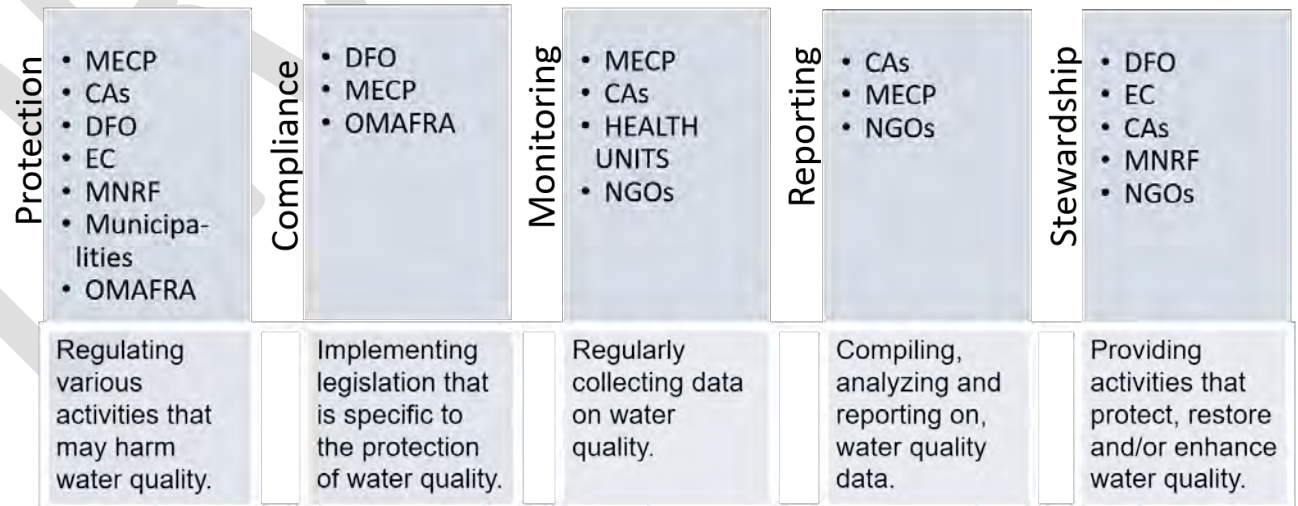 Protection
• MECP
• CAs
• DFO
• EC
• MNRF
• Municipa-
lities
• OMAFRA
Regulating
various
activities that
may harm
water quality.
Compliance
• DFO
• MECP
• OMAFRA
Implementing
legislation that
is specific to
the protection
of water quality.
Monitoring
• MECP
• CAs
• HEALTH
UNITS
• NGOs
Regularly
collecting data
on water
quality.
Reporting
• CAs
• MECP
• NGOs
Compiling,
analyzing and
reporting on,
water quality
data.
Stewardship
• DFO
• EC
• CAs
• MNRF
• NGOs
Providing
activities that
protect, restore
and/or enhance
water quality.